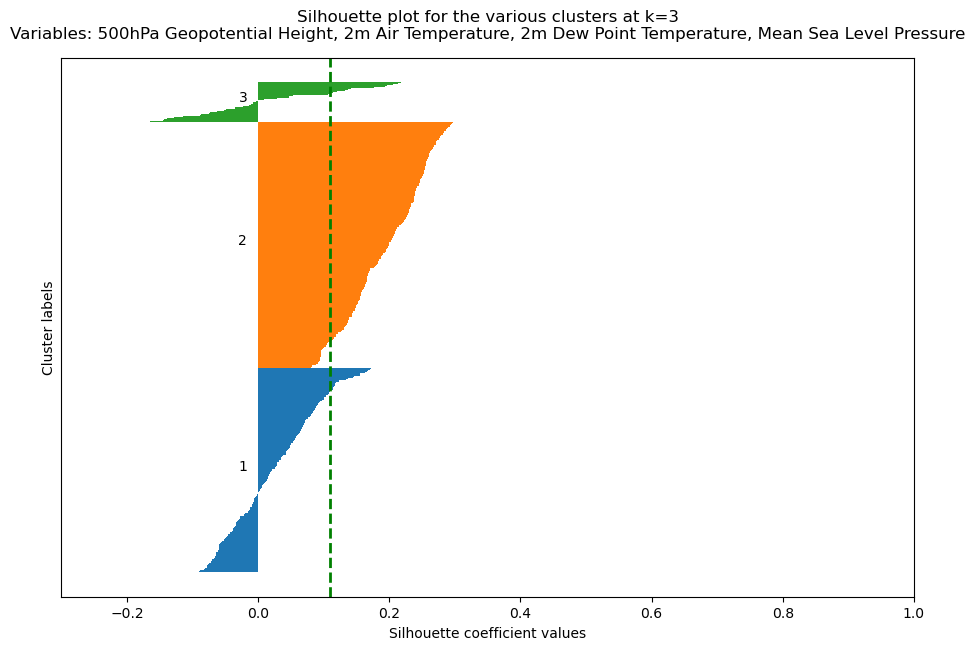 Silhouette plot for the various clusters at k=3
Variables: 500hPa Geopotential Height, 2m Air Temperature, 2m Dew Point Temperature, Mean Sea Level Pressure
3
2
1
Cluster labels
−0.2 0.0 0.2 0.4 0.6 0.8 1.0
Silhouette coefficient values